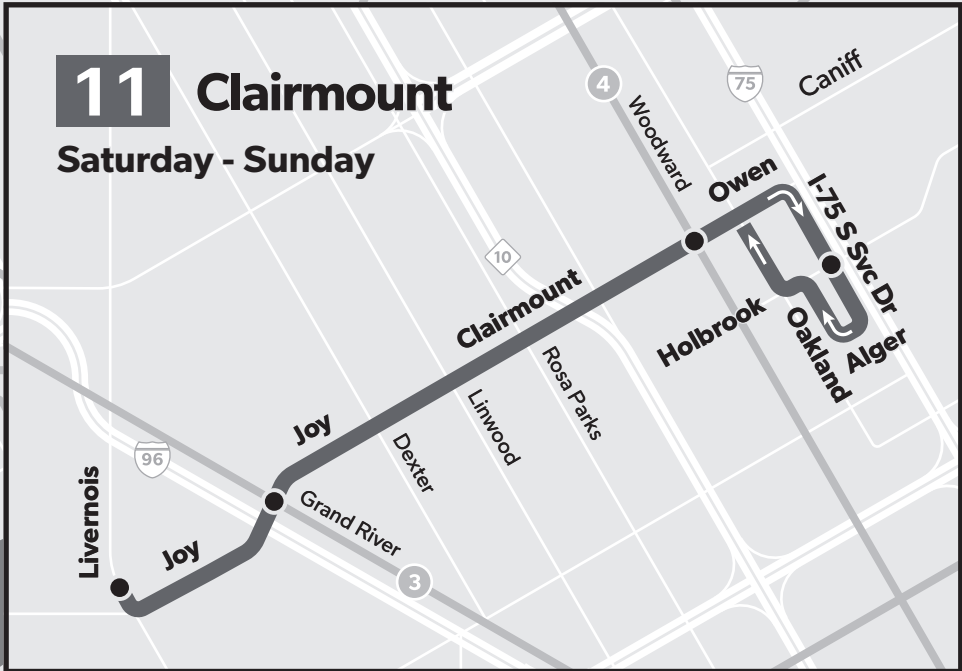 11 Clairmount
Saturday - Sunday
4
75
Caniff
Woodward
Owen
I-75 S Svc Dr
10
Clairmount
Holbrook
Oakland
Alger
Rosa Parks
Linwood
Joy
Dexter
96
Livernois
Grand River
Joy
3